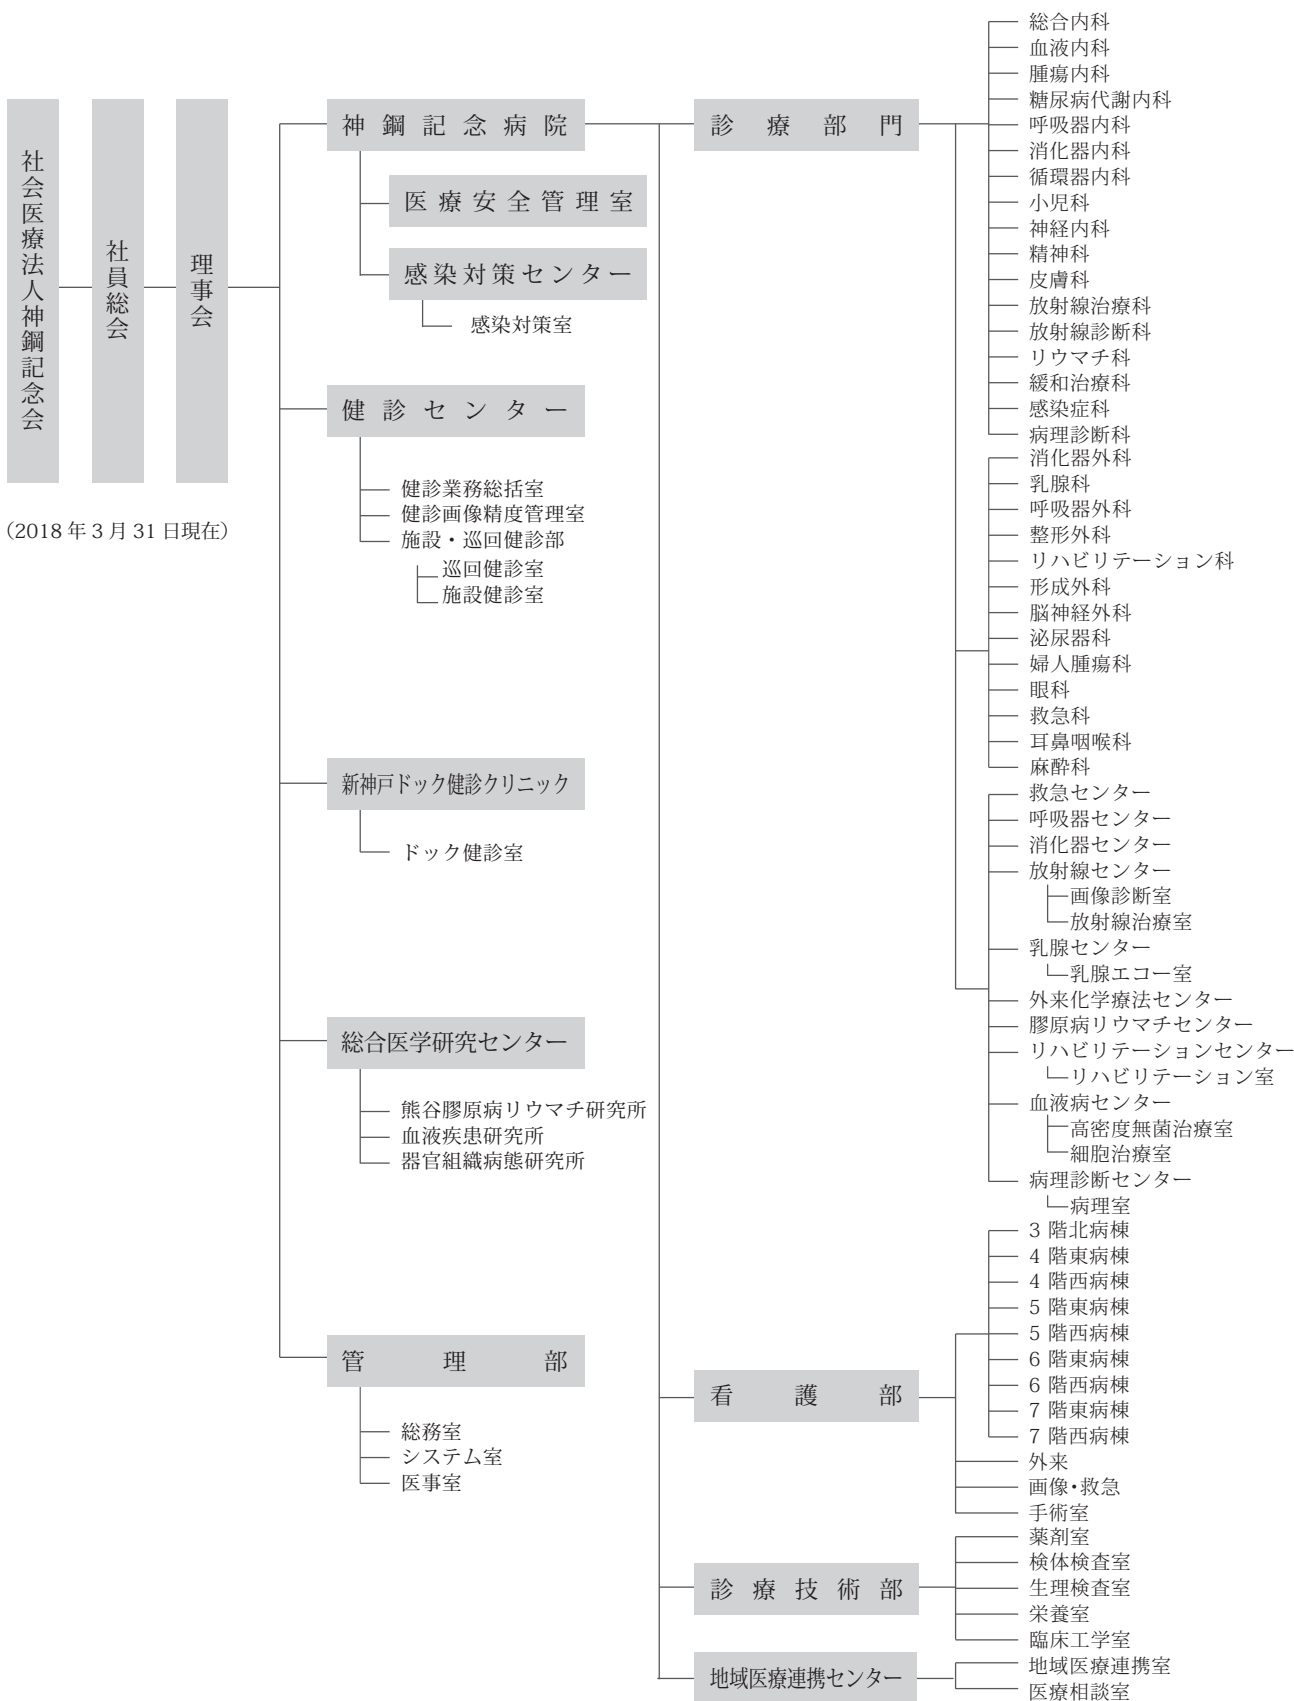 社会医療法人神鋼記念会
社員総会
理事会
(2018 年 3 月 31 日現在)
神鋼記念病院
医療安全管理室
感染対策センター
感染対策室
健診センター
健診業務総括室
健診画像精度管理室
施設・巡回健診部
巡回健診室
施設健診室
新神戸ドック健診クリニック
ドック健診室
総合医学研究センター
熊谷膠原病リウマチ研究所
血液疾患研究所
器官組織病態研究所
管理部
総務室
システム室
医事室
診療部門
総合内科
血液内科
腫瘍内科
糖尿病代謝内科
呼吸器内科
消化器内科
循環器内科
小児科
神経内科
精神科
皮膚科
放射線治療科
放射線診断科
リウマチ科
緩和治療科
感染症科
病理診断科
消化器外科
乳腺科
呼吸器外科
整形外科
リハビリテーション科
形成外科
脳神経外科
泌尿器科
婦人腫瘍科
眼科
救急科
耳鼻咽喉科
麻酔科
救急センター
呼吸器センター
消化器センター
放射線センター
画像診断室
放射線治療室
乳腺センター
乳腺エコー室
外来化学療法センター
膠原病リウマチセンター
リハビリテーションセンター
リハビリテーション室
血液病センター
高密度無菌治療室
細胞治療室
病理診断センター
病理室
看護部
3 階北病棟
4 階東病棟
4 階西病棟
5 階東病棟
5 階西病棟
6 階東病棟
6 階西病棟
7 階東病棟
7 階西病棟
外来
画像・救急
手術室
診療技術部
薬剤室
検体検査室
生理検査室
栄養室
臨床工学室
地域医療連携センター
地域医療連携室
医療相談室